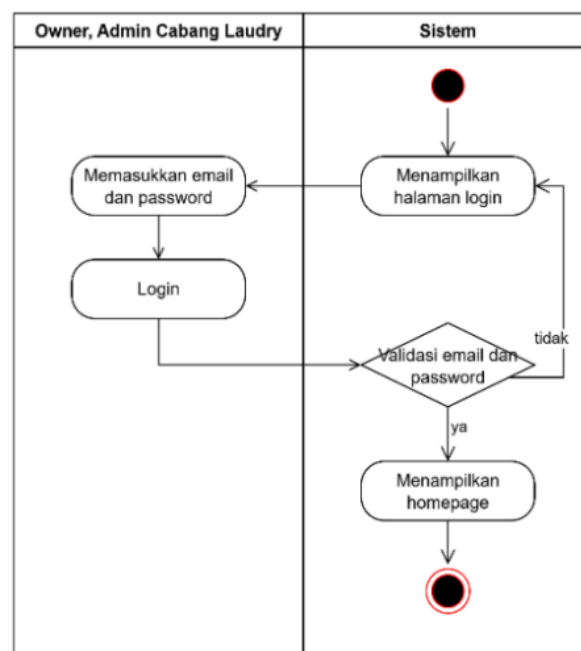 Owner, Admin Cabang Laudry
Sistem
Memasukkan email
dan password
Menampilkan
halaman login
Login
tidak
Validasi email dan
password
ya
Menampilkan
homepage